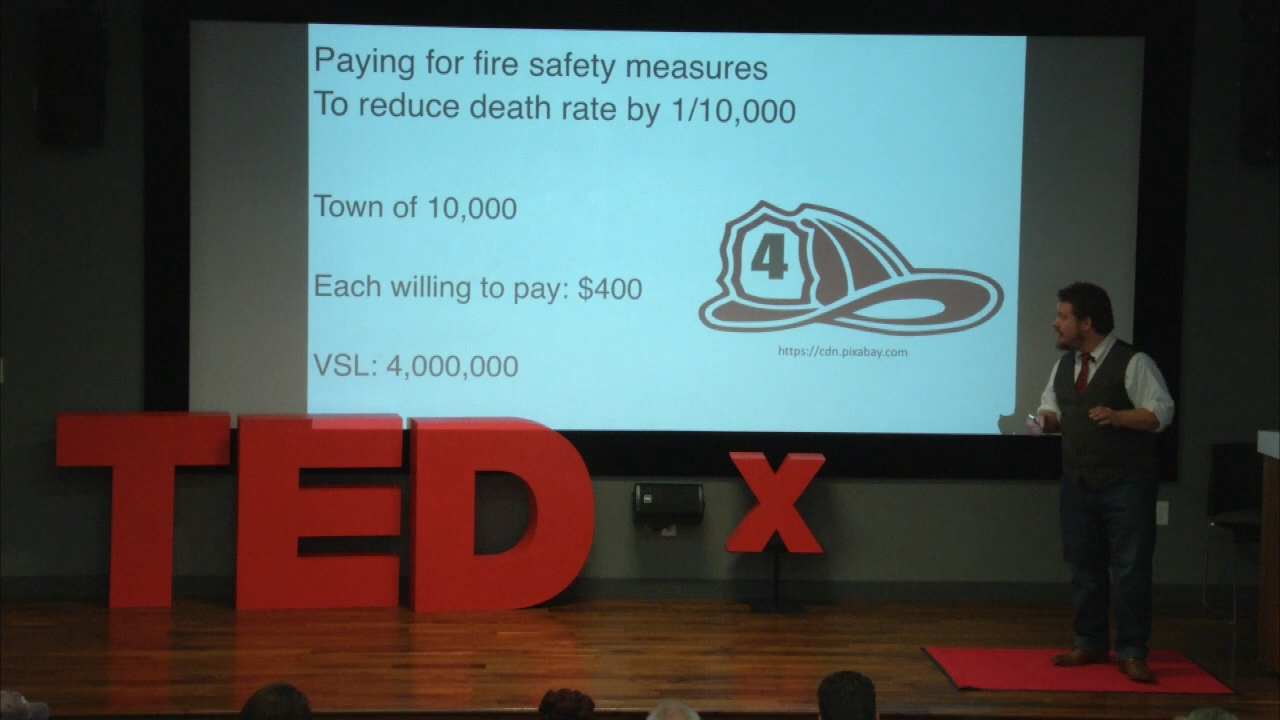 Paying for fire safety measures
To reduce death rate by 1/10,000
Town of 10,000
Each willing to pay: $400
VSL: 4,000,000
4
https://cdn.pixabay.com
TED x